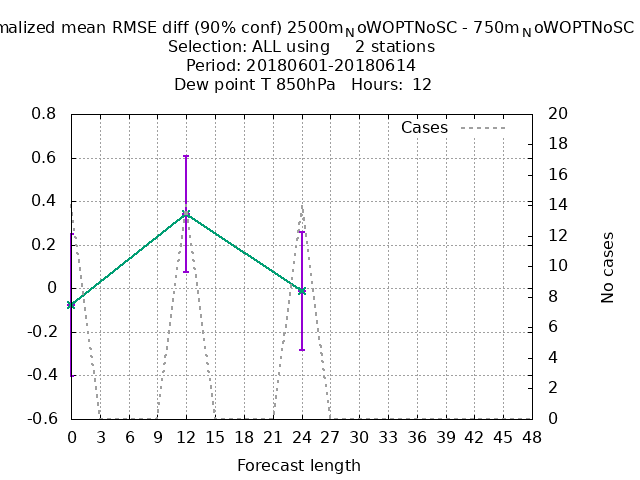 malized mean RMSE diff (90% conf) 2500mNoWOPTNoSC - 750mNoWOPTNoSC
Selection: ALL using 2 stations
Period: 20180601-20180614
Dew point T 850hPa Hours: 12
Cases
0.8
0.6
0.4
0.2
0
-0.2
-0.4
-0.6
20
18
16
14
12
10
8
6
4
2
0
No cases
0 3 6 9 12 15 18 21 24 27 30 33 36 39 42 45 48
Forecast length